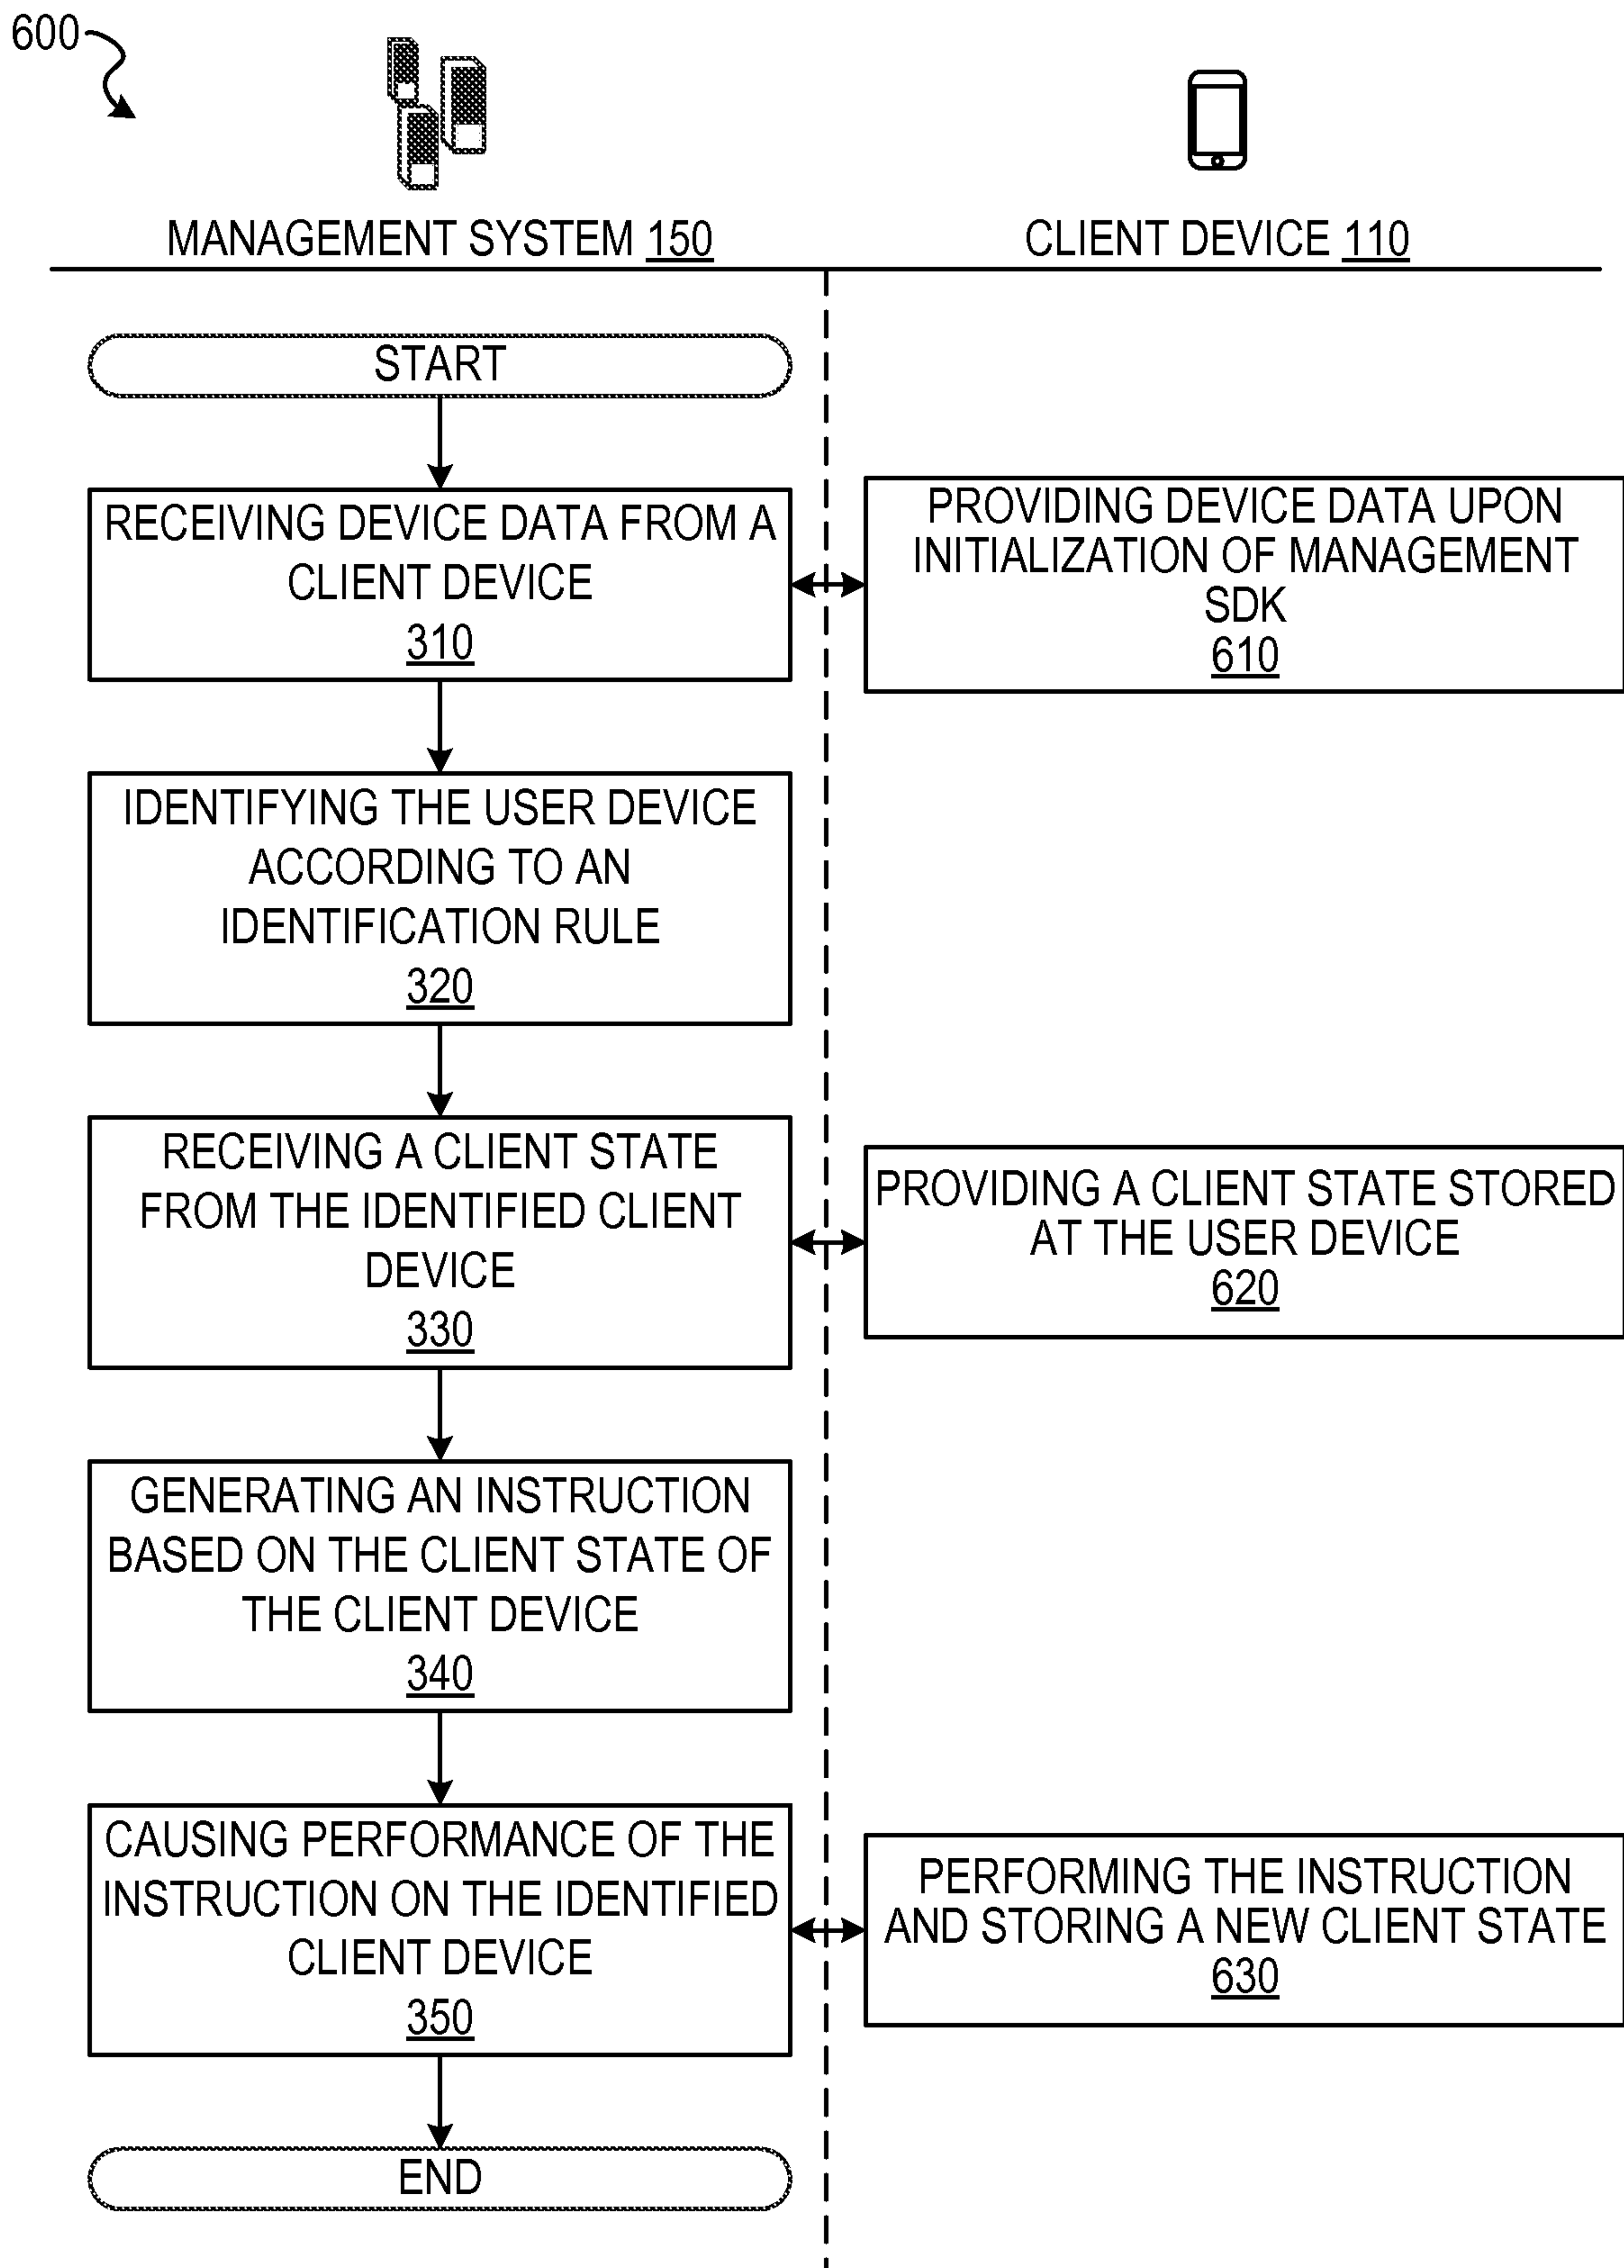 600
MANAGEMENT SYSTEM 150
CLIENT DEVICE 110
START
RECEIVING DEVICE DATA FROM A
CLIENT DEVICE
310
PROVIDING DEVICE DATA UPON
INITIALIZATION OF MANAGEMENT
SDK
610
IDENTIFYING THE USER DEVICE
ACCORDING TO AN
IDENTIFICATION RULE
320
RECEIVING A CLIENT STATE
FROM THE IDENTIFIED CLIENT
DEVICE
330
PROVIDING A CLIENT STATE STORED
AT THE USER DEVICE
620
GENERATING AN INSTRUCTION
BASED ON THE CLIENT STATE OF
THE CLIENT DEVICE
340
CAUSING PERFORMANCE OF THE
INSTRUCTION ON THE IDENTIFIED
CLIENT DEVICE
350
PERFORMING THE INSTRUCTION
AND STORING A NEW CLIENT STATE
630
END